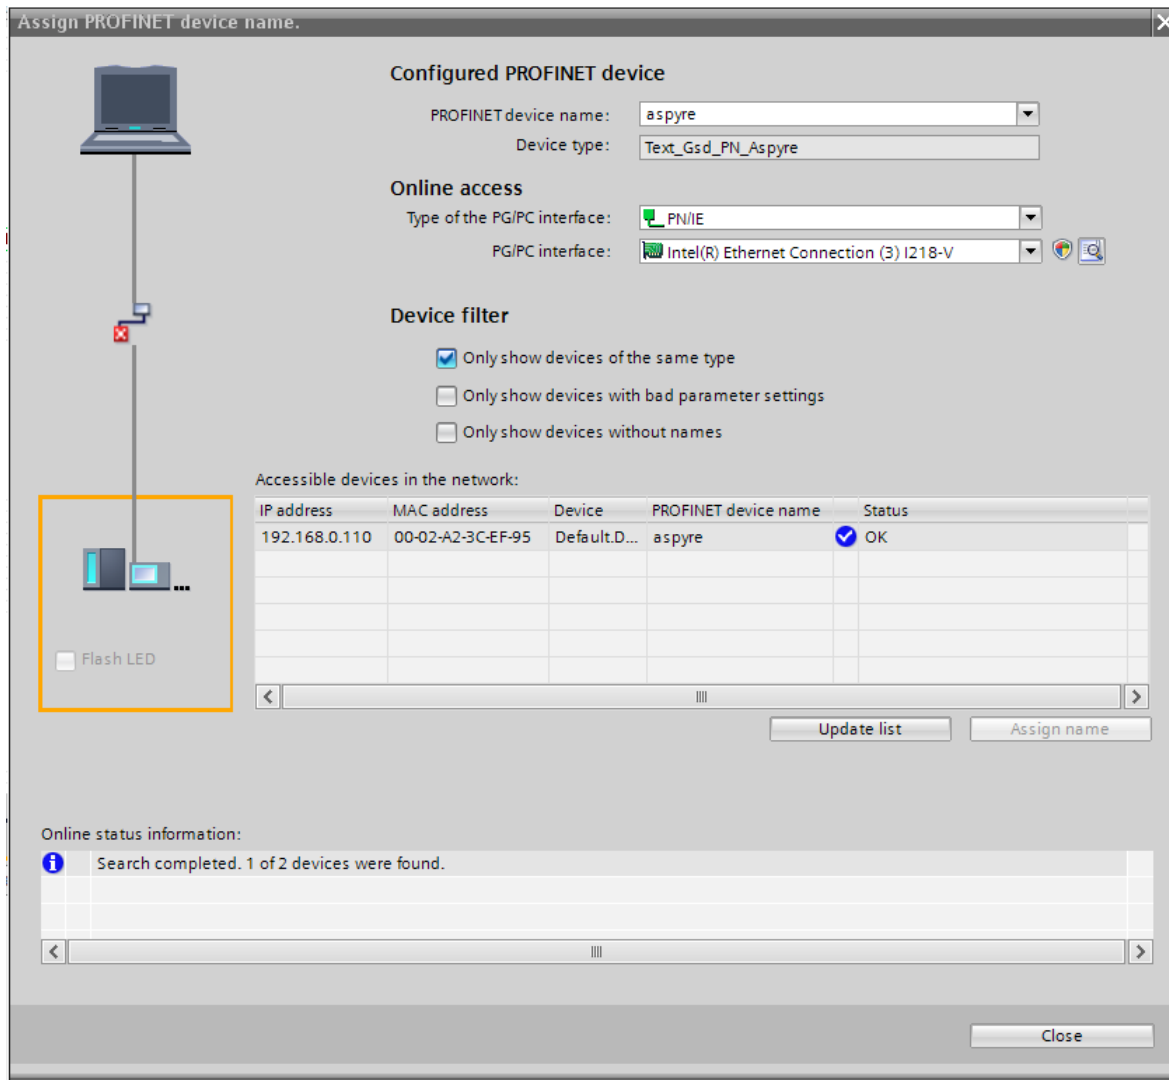 Assign PROFINET device name.
Configured PROFINET device
PROFINET device name: aspyre
Device type: Text_Gsd_PN_Aspyre
Online access
Type of the PG/PC interface: PN/IE
PG/PC interface: Intel(R) Ethernet Connection (3) I218-V
Device filter
Only show devices of the same type
Only show devices with bad parameter settings
Only show devices without names
Accessible devices in the network:
IP address MAC address Device PROFINET device name Status
192.168.0.110 00-02-A2-3C-EF-95 Default.D... aspyre OK
Flash LED
Update list Assign name
Online status information:
Search completed. 1 of 2 devices were found.
Close